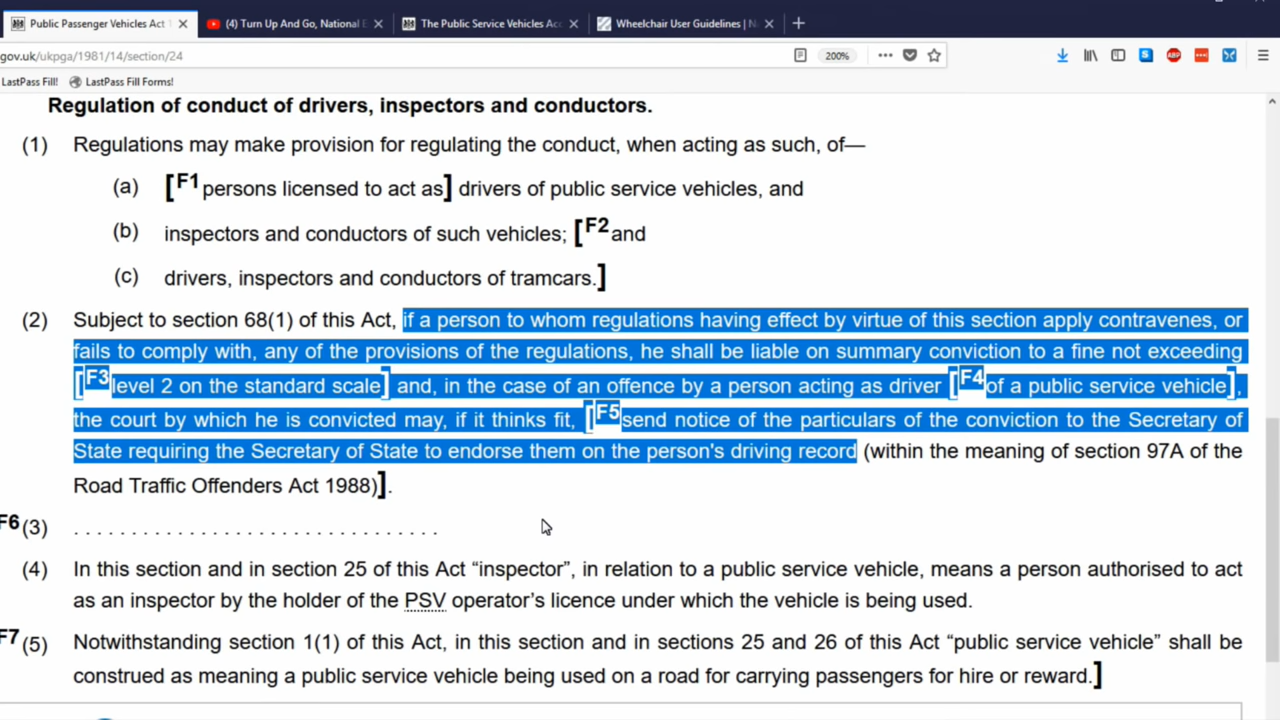 Public Passenger Vehicles Act 1
(4) Turn Up And Go, National E
The Public Service Vehicles Acc
Wheelchair User Guidelines | N
gov.uk/ukpga/1981/14/section/24
200%
LastPass Fill! LastPass Fill Forms!
Regulation of conduct of drivers, inspectors and conductors.
(1) Regulations may make provision for regulating the conduct, when acting as such, of—
(a) [F1persons licensed to act as] drivers of public service vehicles, and
(b) inspectors and conductors of such vehicles; [F2and
(c) drivers, inspectors and conductors of tramcars.]
(2) Subject to section 68(1) of this Act, if a person to whom regulations having effect by virtue of this section apply contravenes, or
fails to comply with, any of the provisions of the regulations, he shall be liable on summary conviction to a fine not exceeding
[F3level 2 on the standard scale] and, in the case of an offence by a person acting as driver [F4of a public service vehicle],
the court by which he is convicted may, if it thinks fit, [F5send notice of the particulars of the conviction to the Secretary of
State requiring the Secretary of State to endorse them on the person's driving record (within the meaning of section 97A of the
Road Traffic Offenders Act 1988)].
F6(3) . . . . . . . . . . . . . . . . . . . . . . . . . . . . . . .
(4) In this section and in section 25 of this Act “inspector”, in relation to a public service vehicle, means a person authorised to act
as an inspector by the holder of the PSV operator’s licence under which the vehicle is being used.
F7(5) Notwithstanding section 1(1) of this Act, in this section and in sections 25 and 26 of this Act “public service vehicle” shall be
construed as meaning a public service vehicle being used on a road for carrying passengers for hire or reward.]